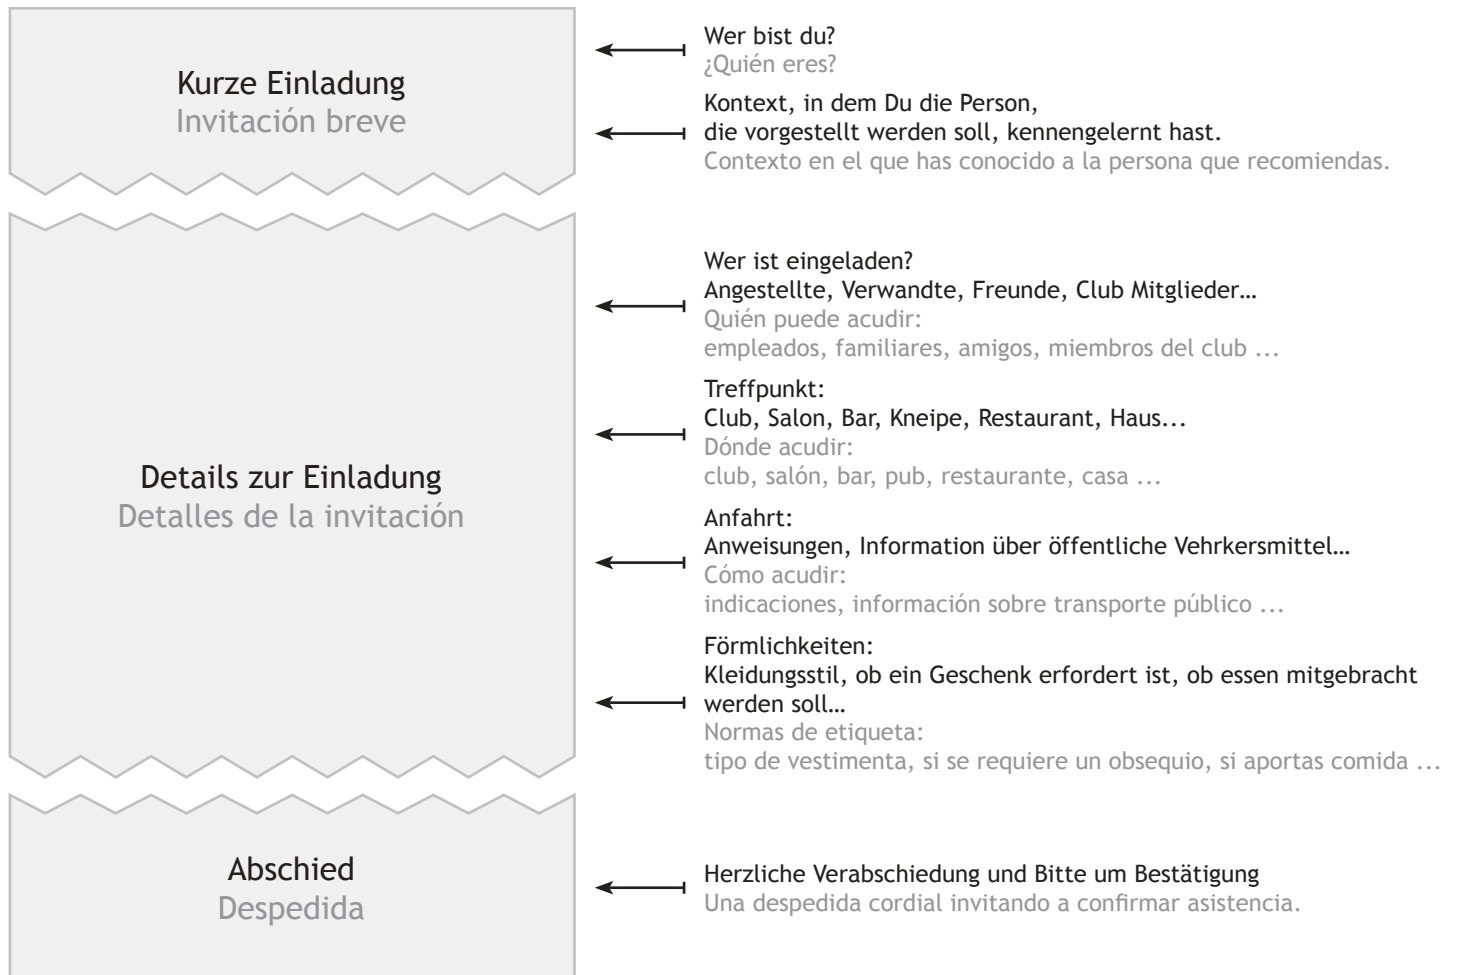 Kurze Einladung
Invitación breve
Wer bist du?
¿Quién eres?
Kontext, in dem Du die Person,
die vorgestellt werden soll, kennengelernt hast.
Contexto en el que has conocido a la persona que recomiendas.
Details zur Einladung
Detalles de la invitación
Wer ist eingeladen?
Angestellte, Verwandte, Freunde, Club Mitglieder…
Quién puede acudir:
empleados, familiares, amigos, miembros del club ...
Treffpunkt:
Club, Salon, Bar, Kneipe, Restaurant, Haus...
Dónde acudir:
club, salón, bar, pub, restaurante, casa ...
Anfahrt:
Anweisungen, Information über öffentliche Vehrkersmittel…
Cómo acudir:
indicaciones, información sobre transporte público ...
Förmlichkeiten:
Kleidungsstil, ob ein Geschenk erfordert ist, ob essen mitgebracht
werden soll…
Normas de etiqueta:
tipo de vestimenta, si se requiere un obsequio, si aportas comida ...
Abschied
Despedida
Herzliche Verabschiedung und Bitte um Bestätigung
Una despedida cordial invitando a confirmar asistencia.